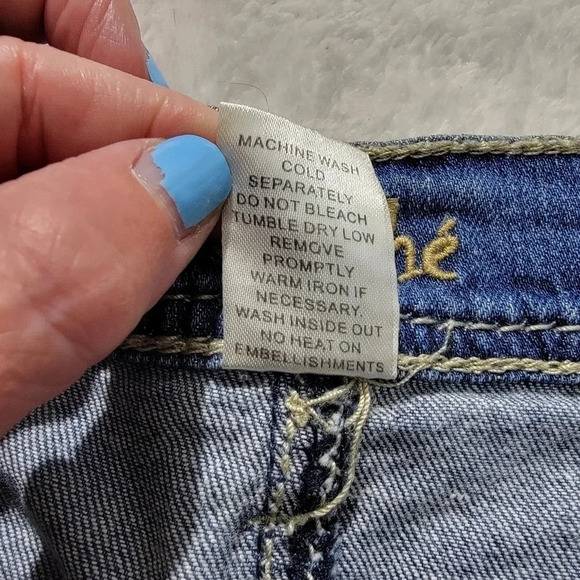 MACHINE WASH
COLD
SEPARATELY
DO NOT BLEACH
TUMBLE DRY LOW
REMOVE
PROMPTLY
WARM IRON IF
NECESSARY.
WASH INSIDE OUT
NO HEAT ON
EMBELLISHMENTS
hé